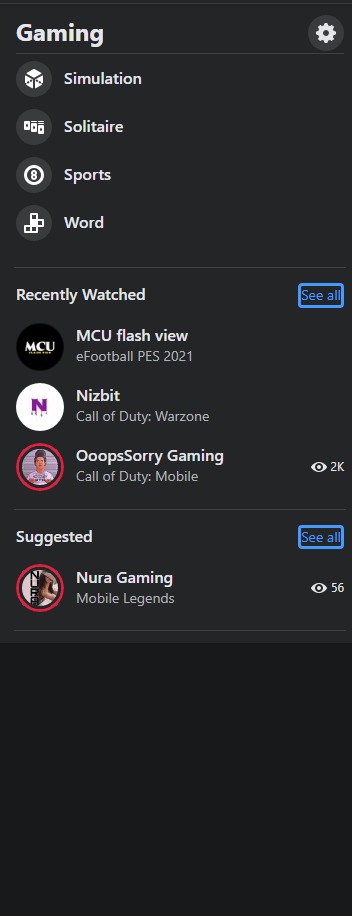 Gaming
Simulation
Solitaire
Sports
Word
Recently Watched
See all
MCU
MCU flash view
eFootball PES 2021
N
Nizbit
Call of Duty: Warzone
OoopsSorry Gaming
Call of Duty: Mobile
2K
Suggested
See all
Nura Gaming
Mobile Legends
56